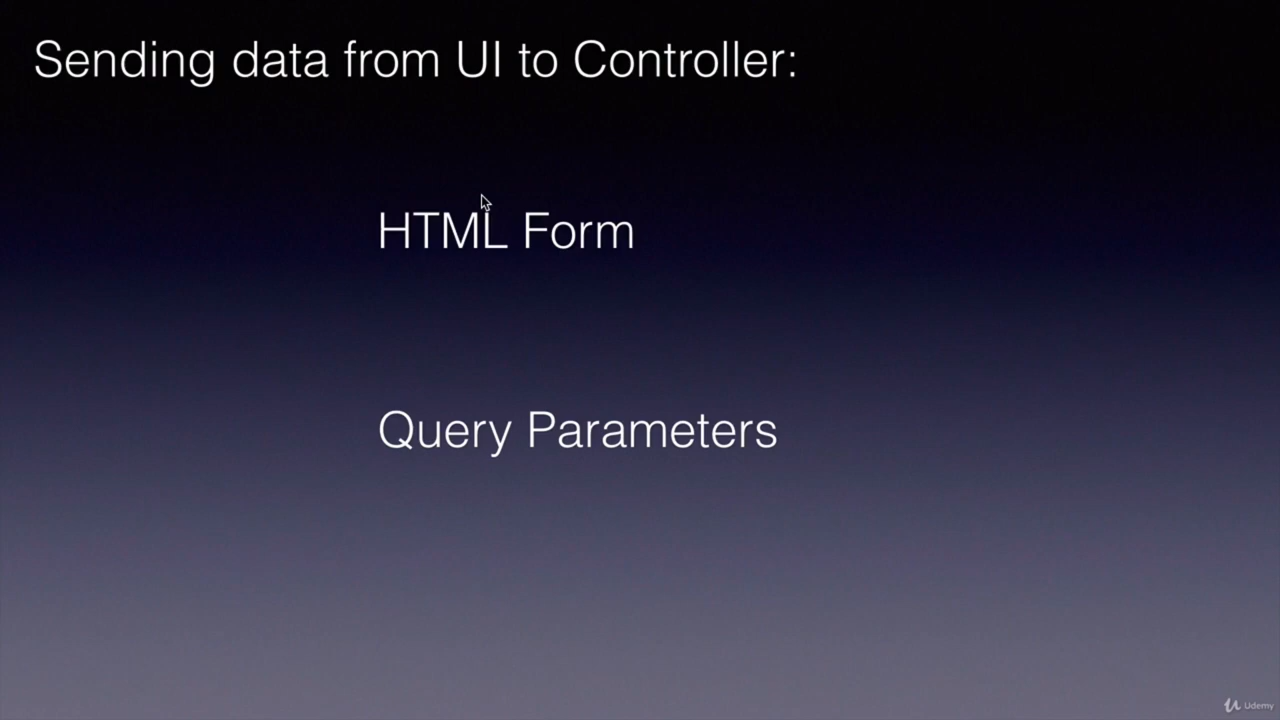 Sending data from UI to Controller:
HTML Form
Query Parameters
Udemy